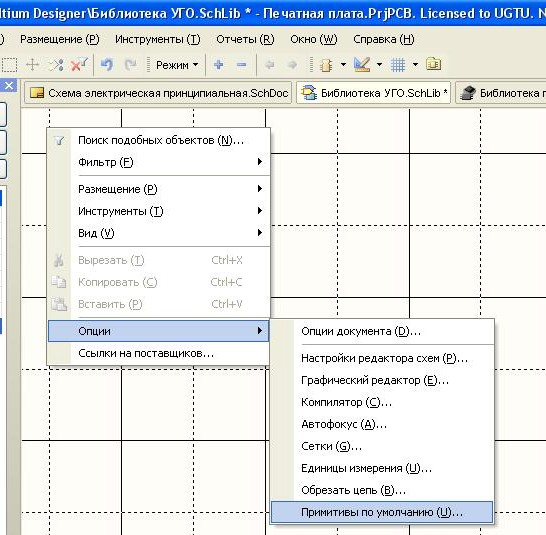 ltium Designer\Библиотека УГО.SchLib * - Печатная плата.PrjPCB. Licensed to UGTU. N
Размещение (P) Инструменты (T) Отчеты (R) Окно (W) Справка (H)
Режим
Схема электрическая принципиальная.SchDoc Библиотека УГО.SchLib * Библиотека п
Поиск подобных объектов (N)...
Фильтр (F)
Размещение (P)
Инструменты (T)
Вид (V)
Вырезать (T) Ctrl+X
Копировать (C) Ctrl+C
Вставить (P) Ctrl+V
Опции
Ссылки на поставщиков...
Опции документа (D)...
Настройки редактора схем (P)...
Графический редактор (E)...
Компилятор (C)...
Автофокус (A)...
Сетки (G)...
Единицы измерения (U)...
Обрезать цепь (B)...
Примитивы по умолчанию (U)...